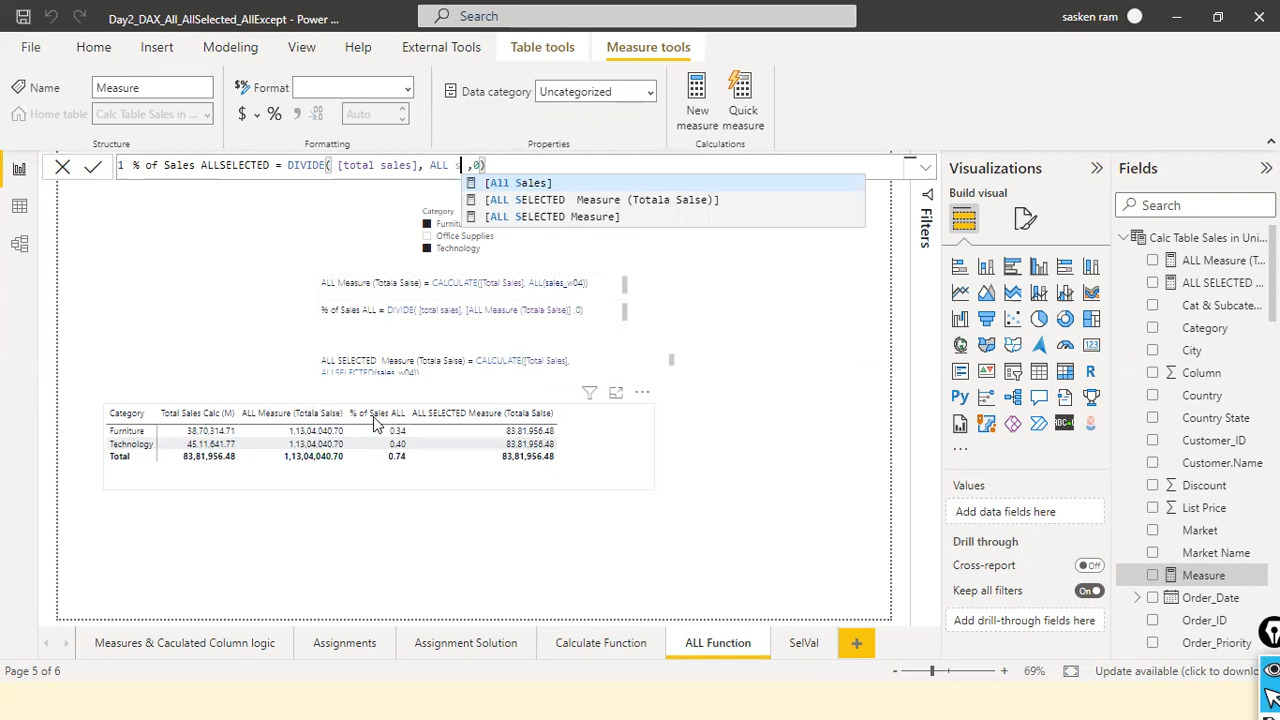 Day2_DAX_All_AllSelected_AllExcept - Power ...
Search
sasken ram
File Home Insert Modeling View Help External Tools Table tools Measure tools
Name Measure
Home table Calc Table Sales in ...
Structure
Format
$ % Auto
Formatting
Data category Uncategorized
Properties
New measure
Quick measure
Calculations
1 % of Sales ALLSELECTED = DIVIDE( [total sales], ALL s ,0)
[All Sales]
[ALL SELECTED Measure (Totala Salse)]
[ALL SELECTED Measure]
Category
Office Supplies
Technology
ALL Measure (Totala Salse) = CALCULATE([Total Sales], ALL(sales_w04))
% of Sales ALL = DIVIDE( [total sales], [ALL Measure (Totala Salse)] ,0)
ALL SELECTED Measure (Totala Salse) = CALCULATE([Total Sales],
ALLSELECTED(sales_w04))
Category Total Sales Calc (M) ALL Measure (Totala Salse) % of Sales ALL ALL SELECTED Measure (Totala Salse)
Furniture 38,70,314.71 1,13,04,040.70 0.34 83,81,956.48
Technology 45,11,641.77 1,13,04,040.70 0.40 83,81,956.48
Total 83,81,956.48 1,13,04,040.70 0.74 83,81,956.48
Filters
Visualizations
Build visual
Values
Add data fields here
Drill through
Cross-report Off
Keep all filters On
Add drill-through fields here
Fields
Search
Calc Table Sales in Uni...
ALL Measure (T...
ALL SELECTED ...
Cat & Subcate...
Category
City
Column
Country
Country State
Customer_ID
Customer.Name
Discount
List Price
Market
Market Name
Measure
Order_Date
Order_ID
Order_Priority
Measures & Caculated Column logic Assignments Assignment Solution Calculate Function ALL Function SelVal
Page 5 of 6
69%
Update available (click to downlo